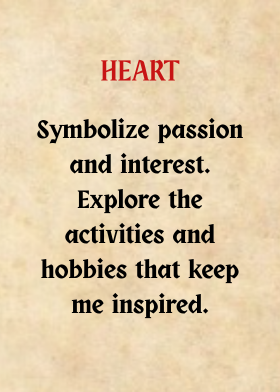 HEART
Symbolize passion
and interest.
Explore the
activities and
hobbies that keep
me inspired.